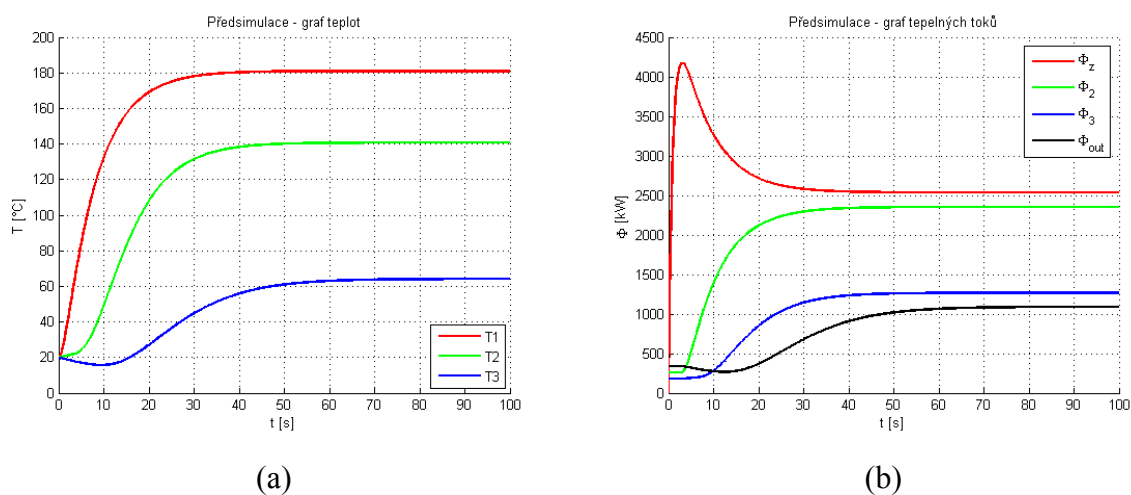 Předsimulace - graf teplot
200
180
160
140
120
100
80
60
40
20
0
T [°C]
0 10 20 30 40 50 60 70 80 90 100
t [s]
T1
T2
T3
(a)
Předsimulace - graf tepelných toků
4500
4000
3500
3000
2500
2000
1500
1000
500
0
Φ [kW]
0 10 20 30 40 50 60 70 80 90 100
t [s]
Φz
Φ2
Φ3
Φout
(b)